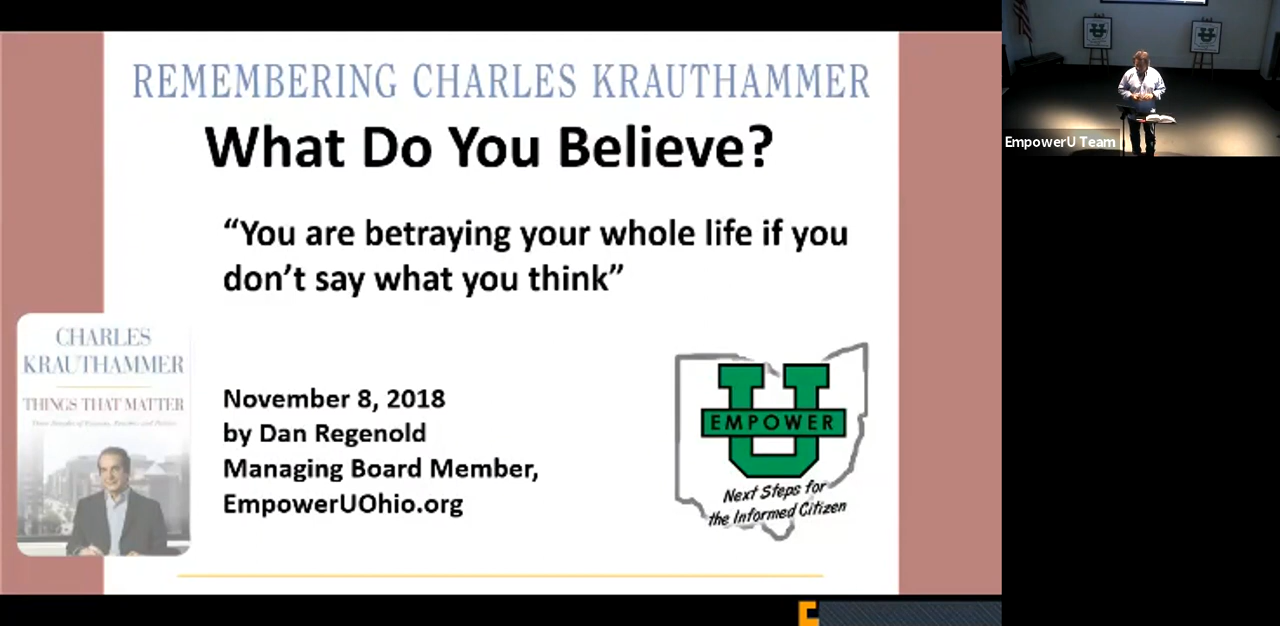 REMEMBERING CHARLES KRAUTHAMMER
What Do You Believe?
“You are betraying your whole life if you
don’t say what you think”
CHARLES
KRAUTHAMMER
THINGS THAT MATTER
November 8, 2018
by Dan Regenold
Managing Board Member,
EmpowerUOhio.org
U
EMPOWER
Next Steps for
the Informed Citizen
EmpowerU Team